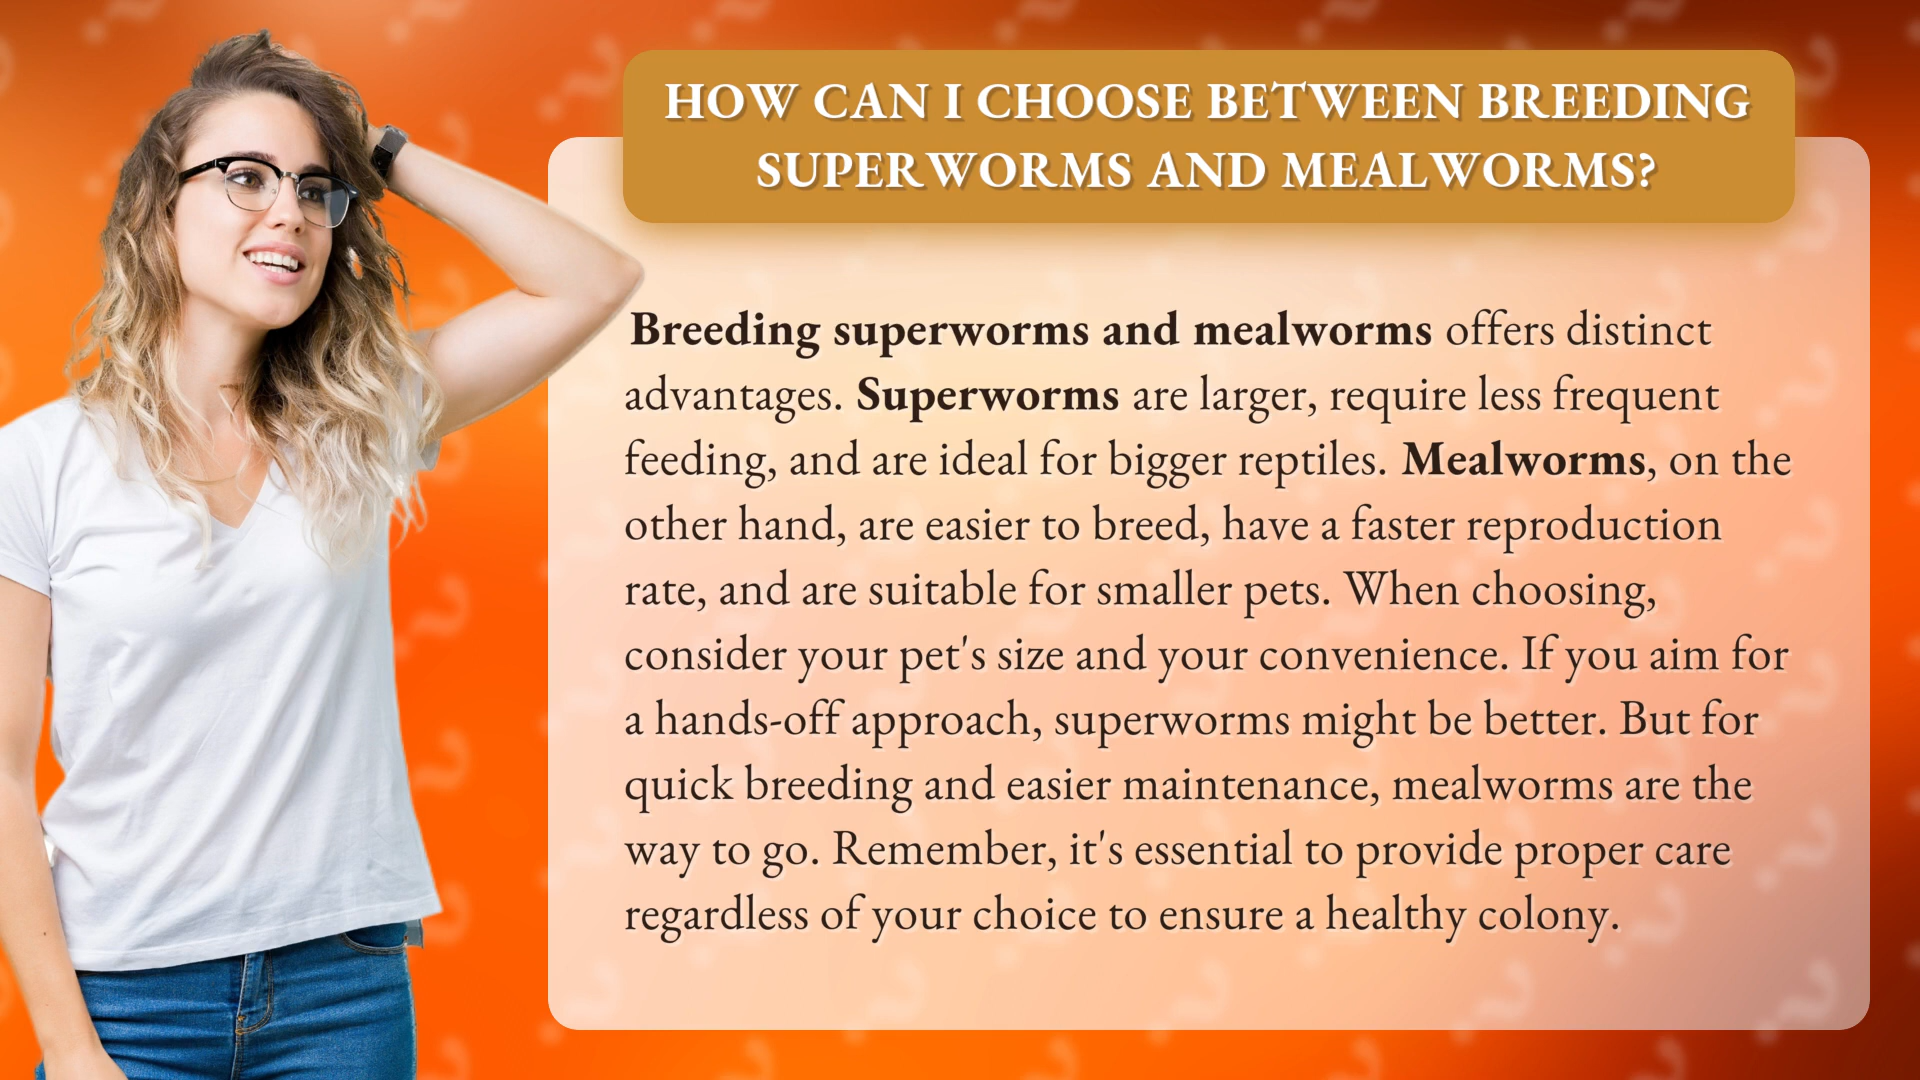 HOW CAN I CHOOSE BETWEEN BREEDING
SUPERWORMS AND MEALWORMS?
Breeding superworms and mealworms offers distinct
advantages. Superworms are larger, require less frequent
feeding, and are ideal for bigger reptiles. Mealworms, on the
other hand, are easier to breed, have a faster reproduction
rate, and are suitable for smaller pets. When choosing,
consider your pet's size and your convenience. If you aim for
a hands-off approach, superworms might be better. But for
quick breeding and easier maintenance, mealworms are the
way to go. Remember, it's essential to provide proper care
regardless of your choice to ensure a healthy colony.